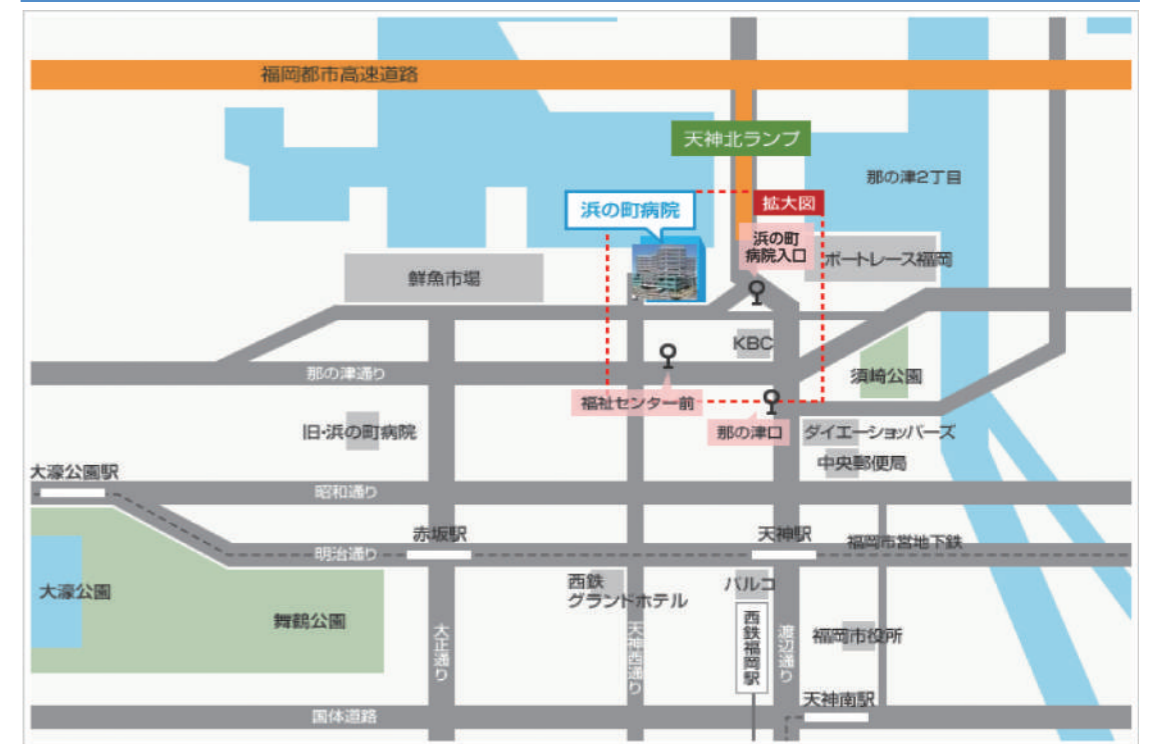 福岡都市高速道路
天神北ランプ
那の津2丁目
浜の町病院
拡大図
浜の町
病院入口
ボートレース福岡
鮮魚市場
KBC
那の津通り
須崎公園
福祉センター前
旧・浜の町病院
那の津口
ダイエーショッパーズ
中央郵便局
大濠公園駅
昭和通り
赤坂駅
天神駅
明治通り
福岡市営地下鉄
大濠公園
西鉄
グランドホテル
パルコ
舞鶴公園
大正通り
天神西通り
西鉄福岡駅
渡辺通り
福岡市役所
天神南駅
国体道路